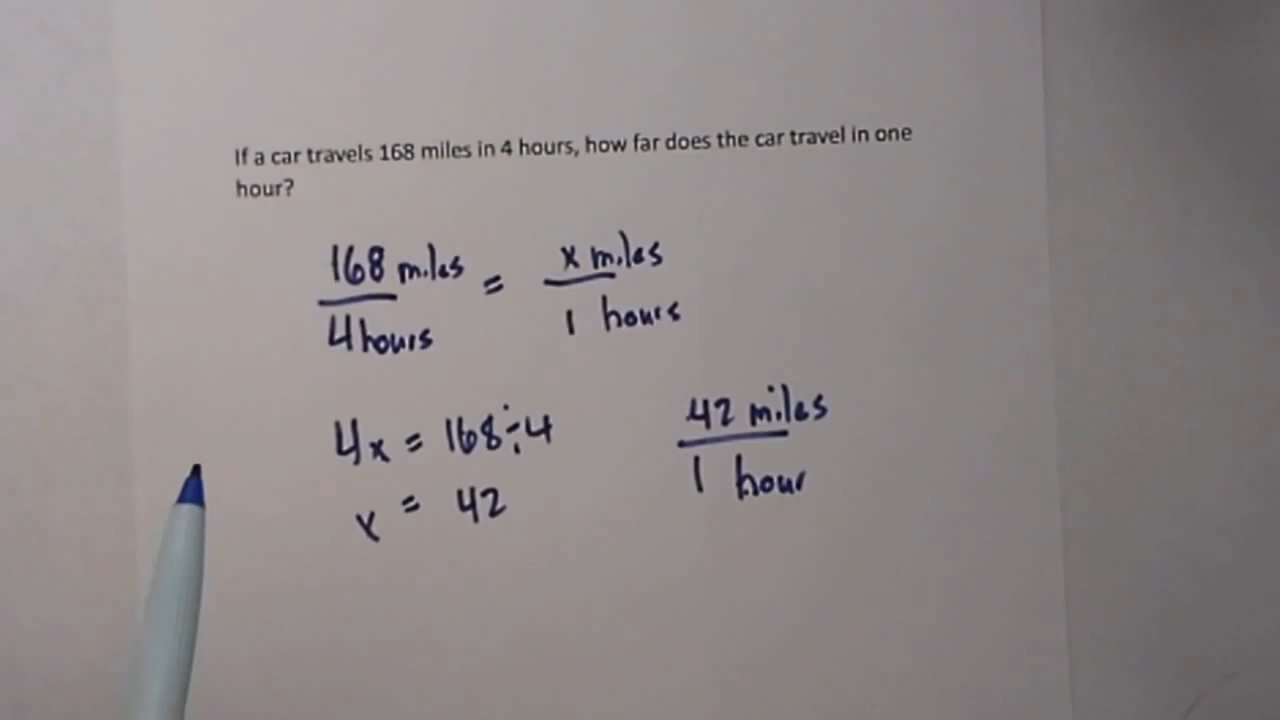 If a car travels 168 miles in 4 hours, how far does the car travel in one
hour?
168 miles = x miles
4 hours 1 hours
4x = 168 ÷ 4
x = 42
42 miles
1 hour